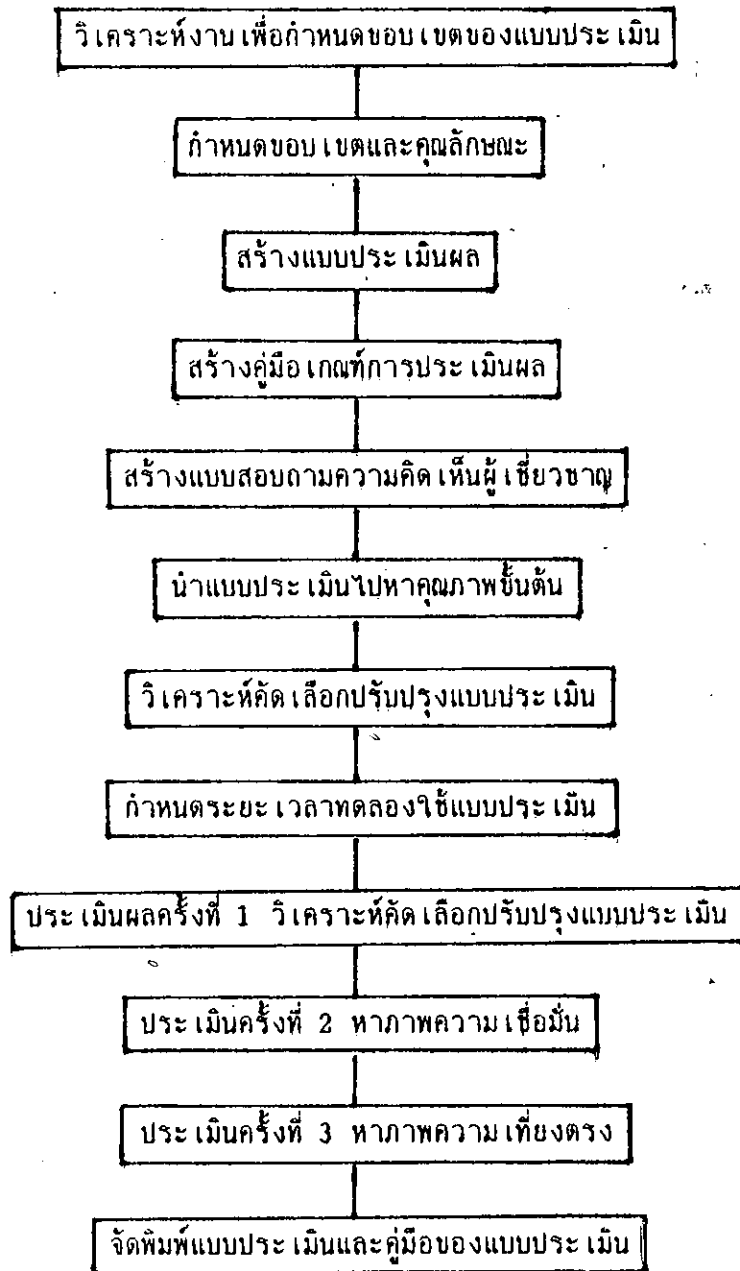 วิเคราะห์งานเพื่อกำหนดขอบเขตของแบบประเมิน
กำหนดขอบเขตและคุณลักษณะ
สร้างแบบประเมินผล
สร้างคู่มือเกณฑ์การประเมินผล
สร้างแบบสอบถามความคิดเห็นผู้เชี่ยวชาญ
นำแบบประเมินไปหาคุณภาพขั้นต้น
วิเคราะห์คัดเลือกปรับปรุงแบบประเมิน
กำหนดระยะเวลาทดลองใช้แบบประเมิน
ประเมินผลครั้งที่ 1 วิเคราะห์คัดเลือกปรับปรุงแบบประเมิน
ประเมินครั้งที่ 2 หาภาพความเชื่อมั่น
ประเมินครั้งที่ 3 หาภาพความเที่ยงตรง
จัดพิมพ์แบบประเมินและคู่มือของแบบประเมิน